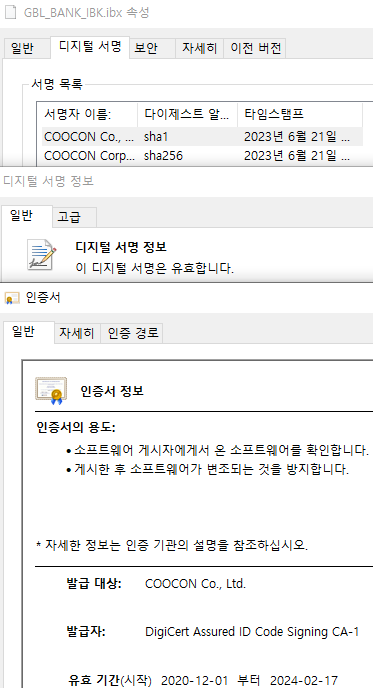 GBL_BANK_IBK.ibx 속성
일반 디지털 서명 보안 자세히 이전 버전
서명 목록
서명자 이름: 다이제스트 알... 타임스탬프
COOCON Co., ... sha1 2023년 6월 21일 ...
COOCON Corp... sha256 2023년 6월 21일 ...
디지털 서명 정보
일반 고급
디지털 서명 정보
이 디지털 서명은 유효합니다.
인증서
일반 자세히 인증 경로
인증서 정보
인증서의 용도:
• 소프트웨어 게시자에게서 온 소프트웨어를 확인합니다.
• 게시한 후 소프트웨어가 변조되는 것을 방지합니다.
* 자세한 정보는 인증 기관의 설명을 참조하십시오.
발급 대상: COOCON Co., Ltd.
발급자: DigiCert Assured ID Code Signing CA-1
유효 기간(시작) 2020-12-01 부터 2024-02-17